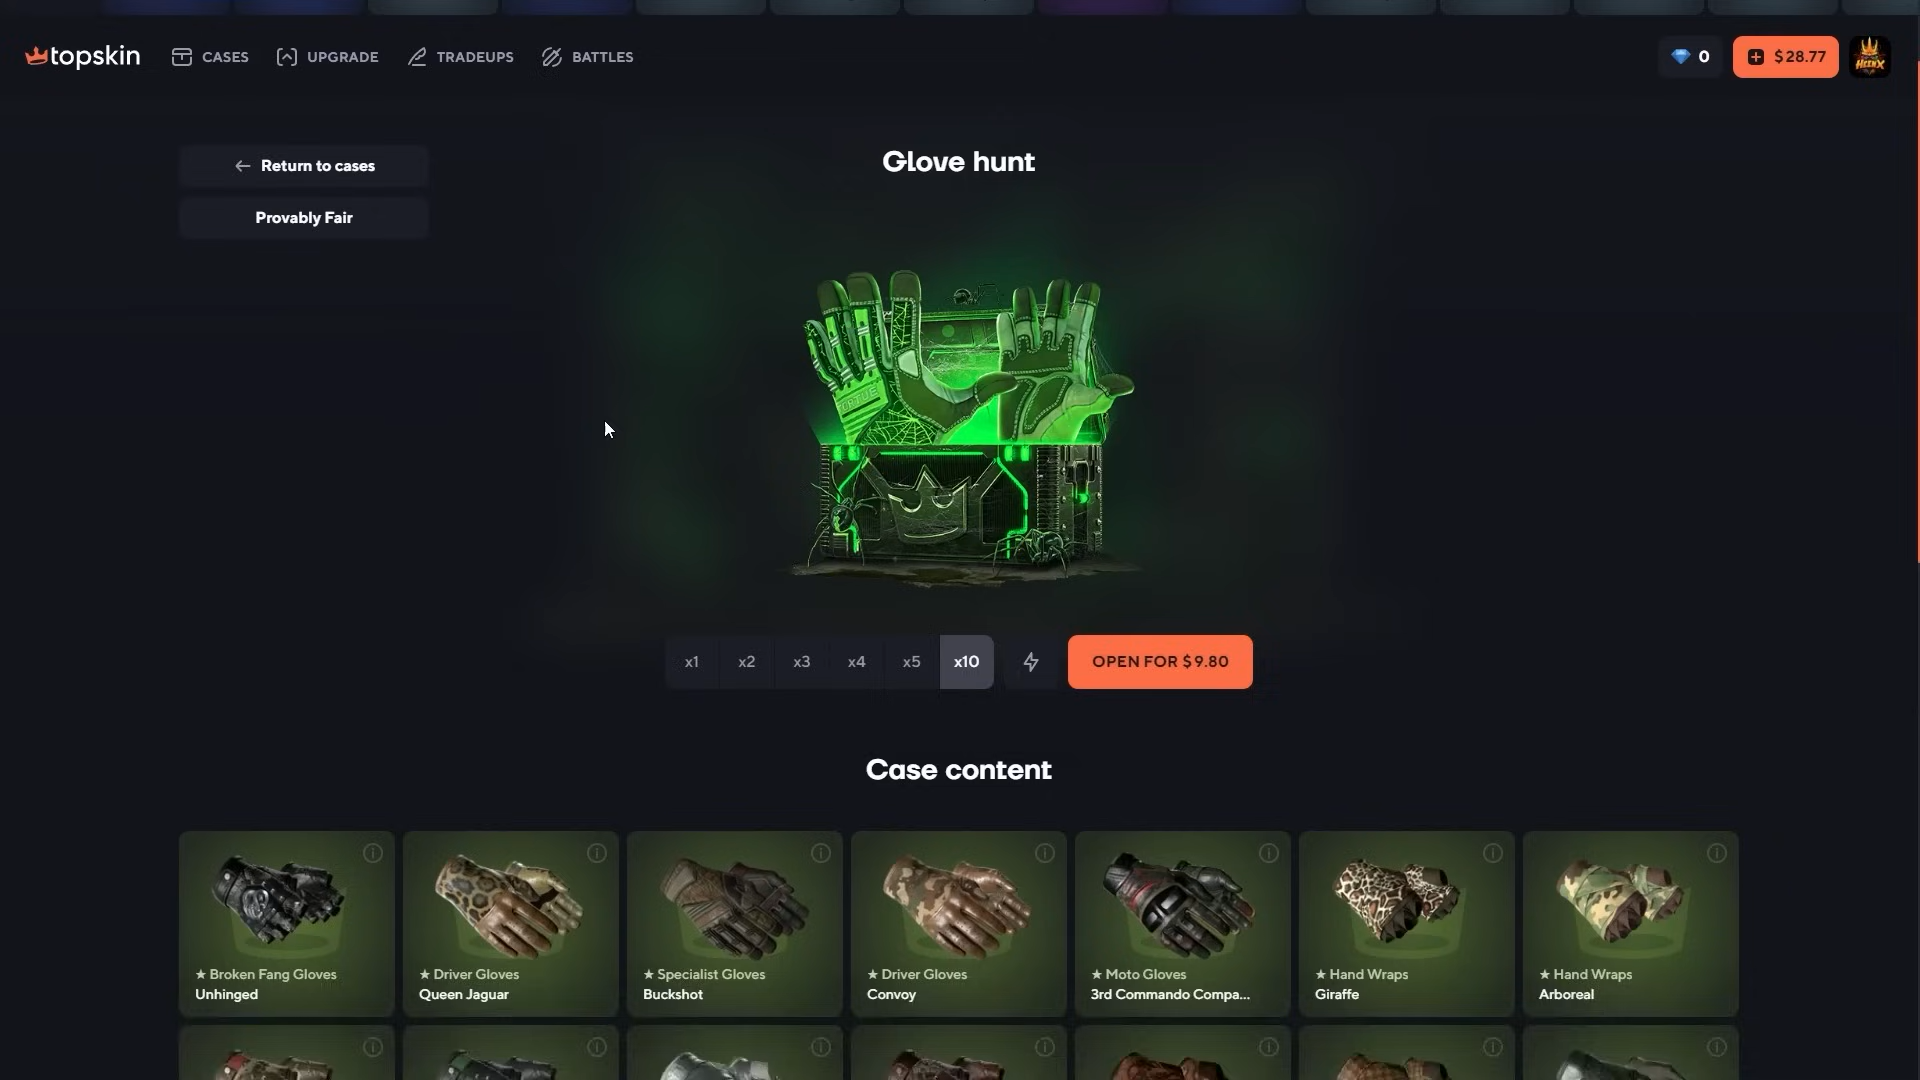 topskin
CASES
UPGRADE
TRADEUPS
BATTLES
0
$28.77
Return to cases
Provably Fair
Glove hunt
x1
x2
x3
x4
x5
x10
OPEN FOR $9.80
Case content
★ Broken Fang Gloves
Unhinged
★ Driver Gloves
Queen Jaguar
★ Specialist Gloves
Buckshot
★ Driver Gloves
Convoy
★ Moto Gloves
3rd Commando Compa...
★ Hand Wraps
Giraffe
★ Hand Wraps
Arboreal